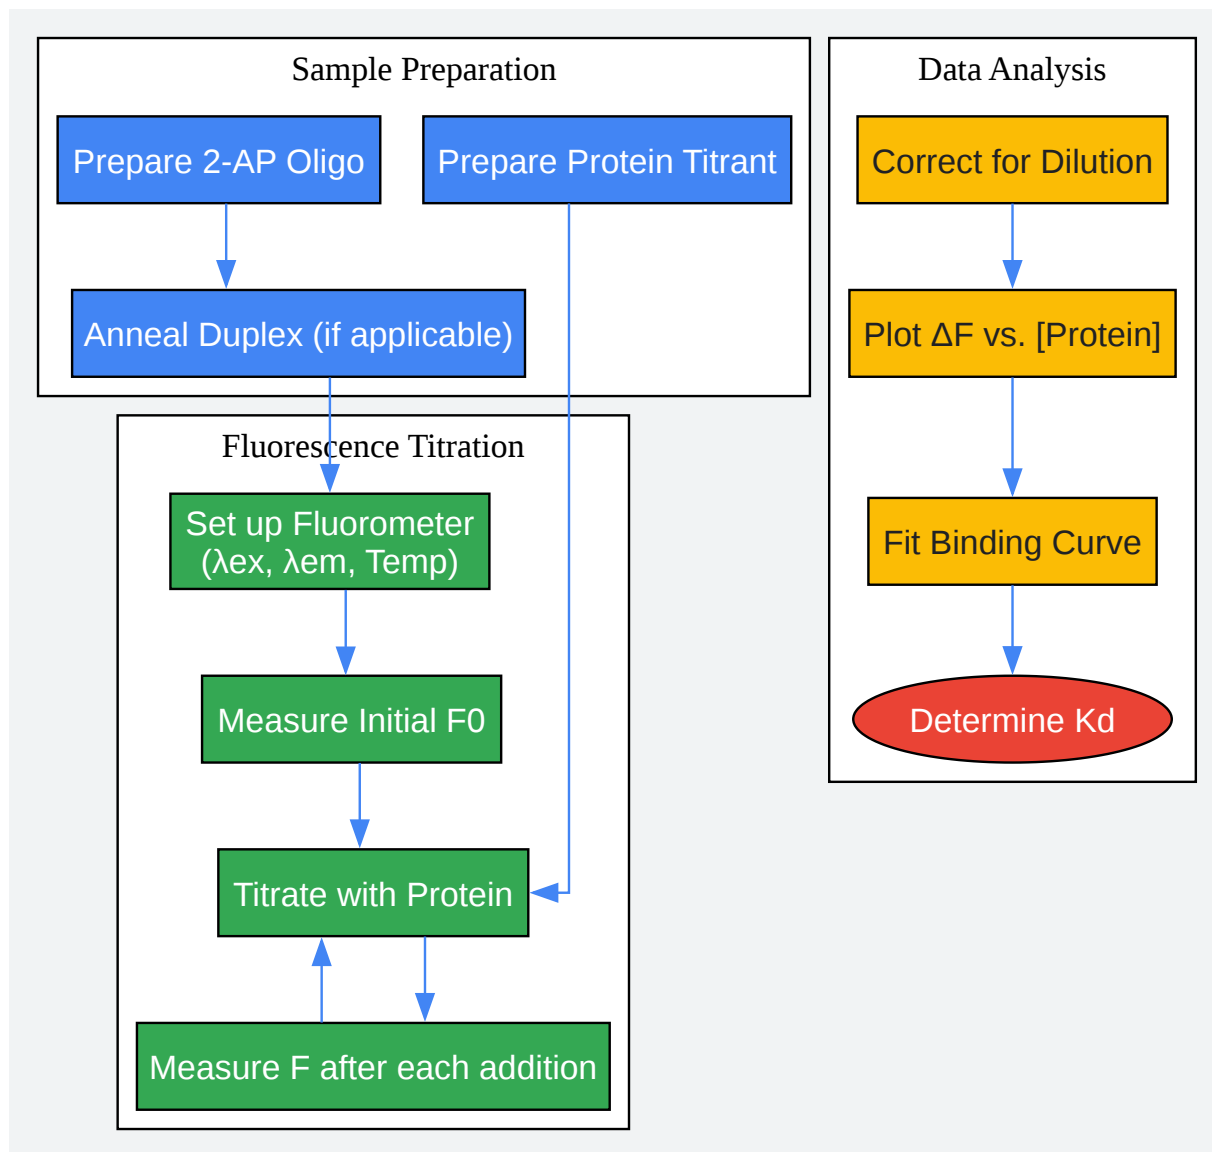 Sample Preparation
Prepare 2-AP Oligo
Prepare Protein Titrant
Anneal Duplex (if applicable)
Fluorescence Titration
Set up Fluorometer
(λex, λem, Temp)
Measure Initial F0
Titrate with Protein
Measure F after each addition
Data Analysis
Correct for Dilution
Plot ΔF vs. [Protein]
Fit Binding Curve
Determine Kd